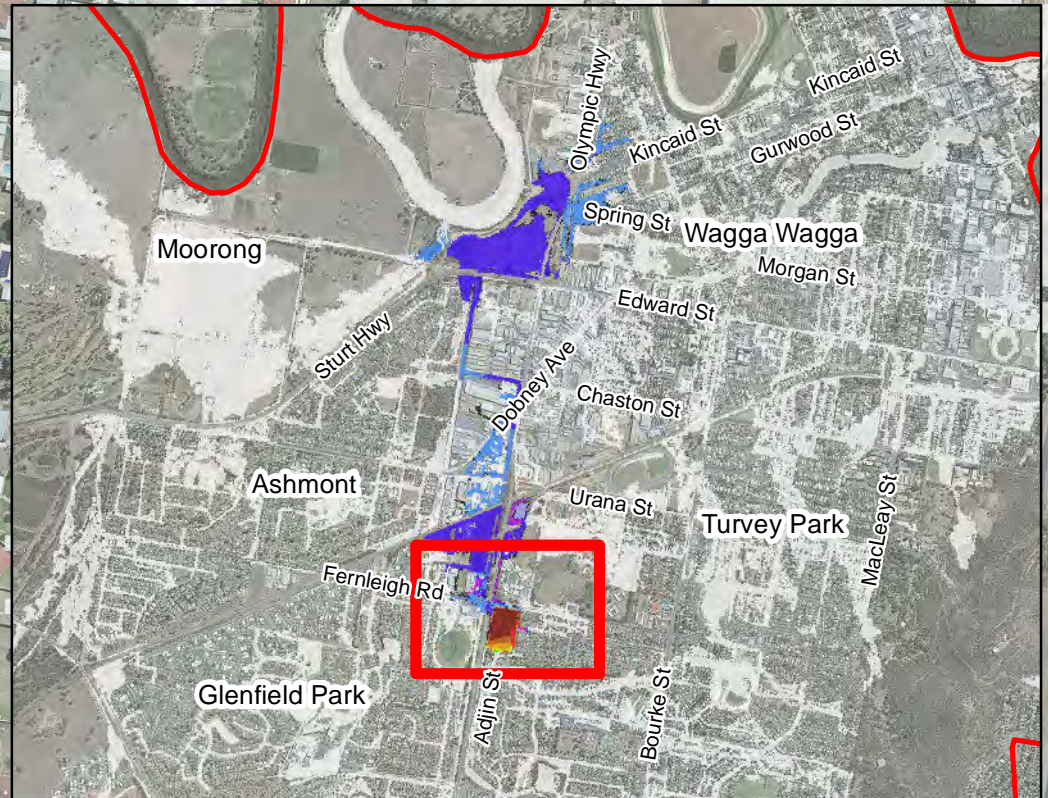 Olympic Hwy
Kincaid St
Kincaid St
Gurwood St
Spring St
Wagga Wagga
Moorong
Morgan St
Edward St
Sturt Hwy
Dobney Ave
Chaston St
Ashmont
Urana St
Turvey Park
MacLeay St
Fernleigh Rd
Glenfield Park
Adjin St
Bourke St